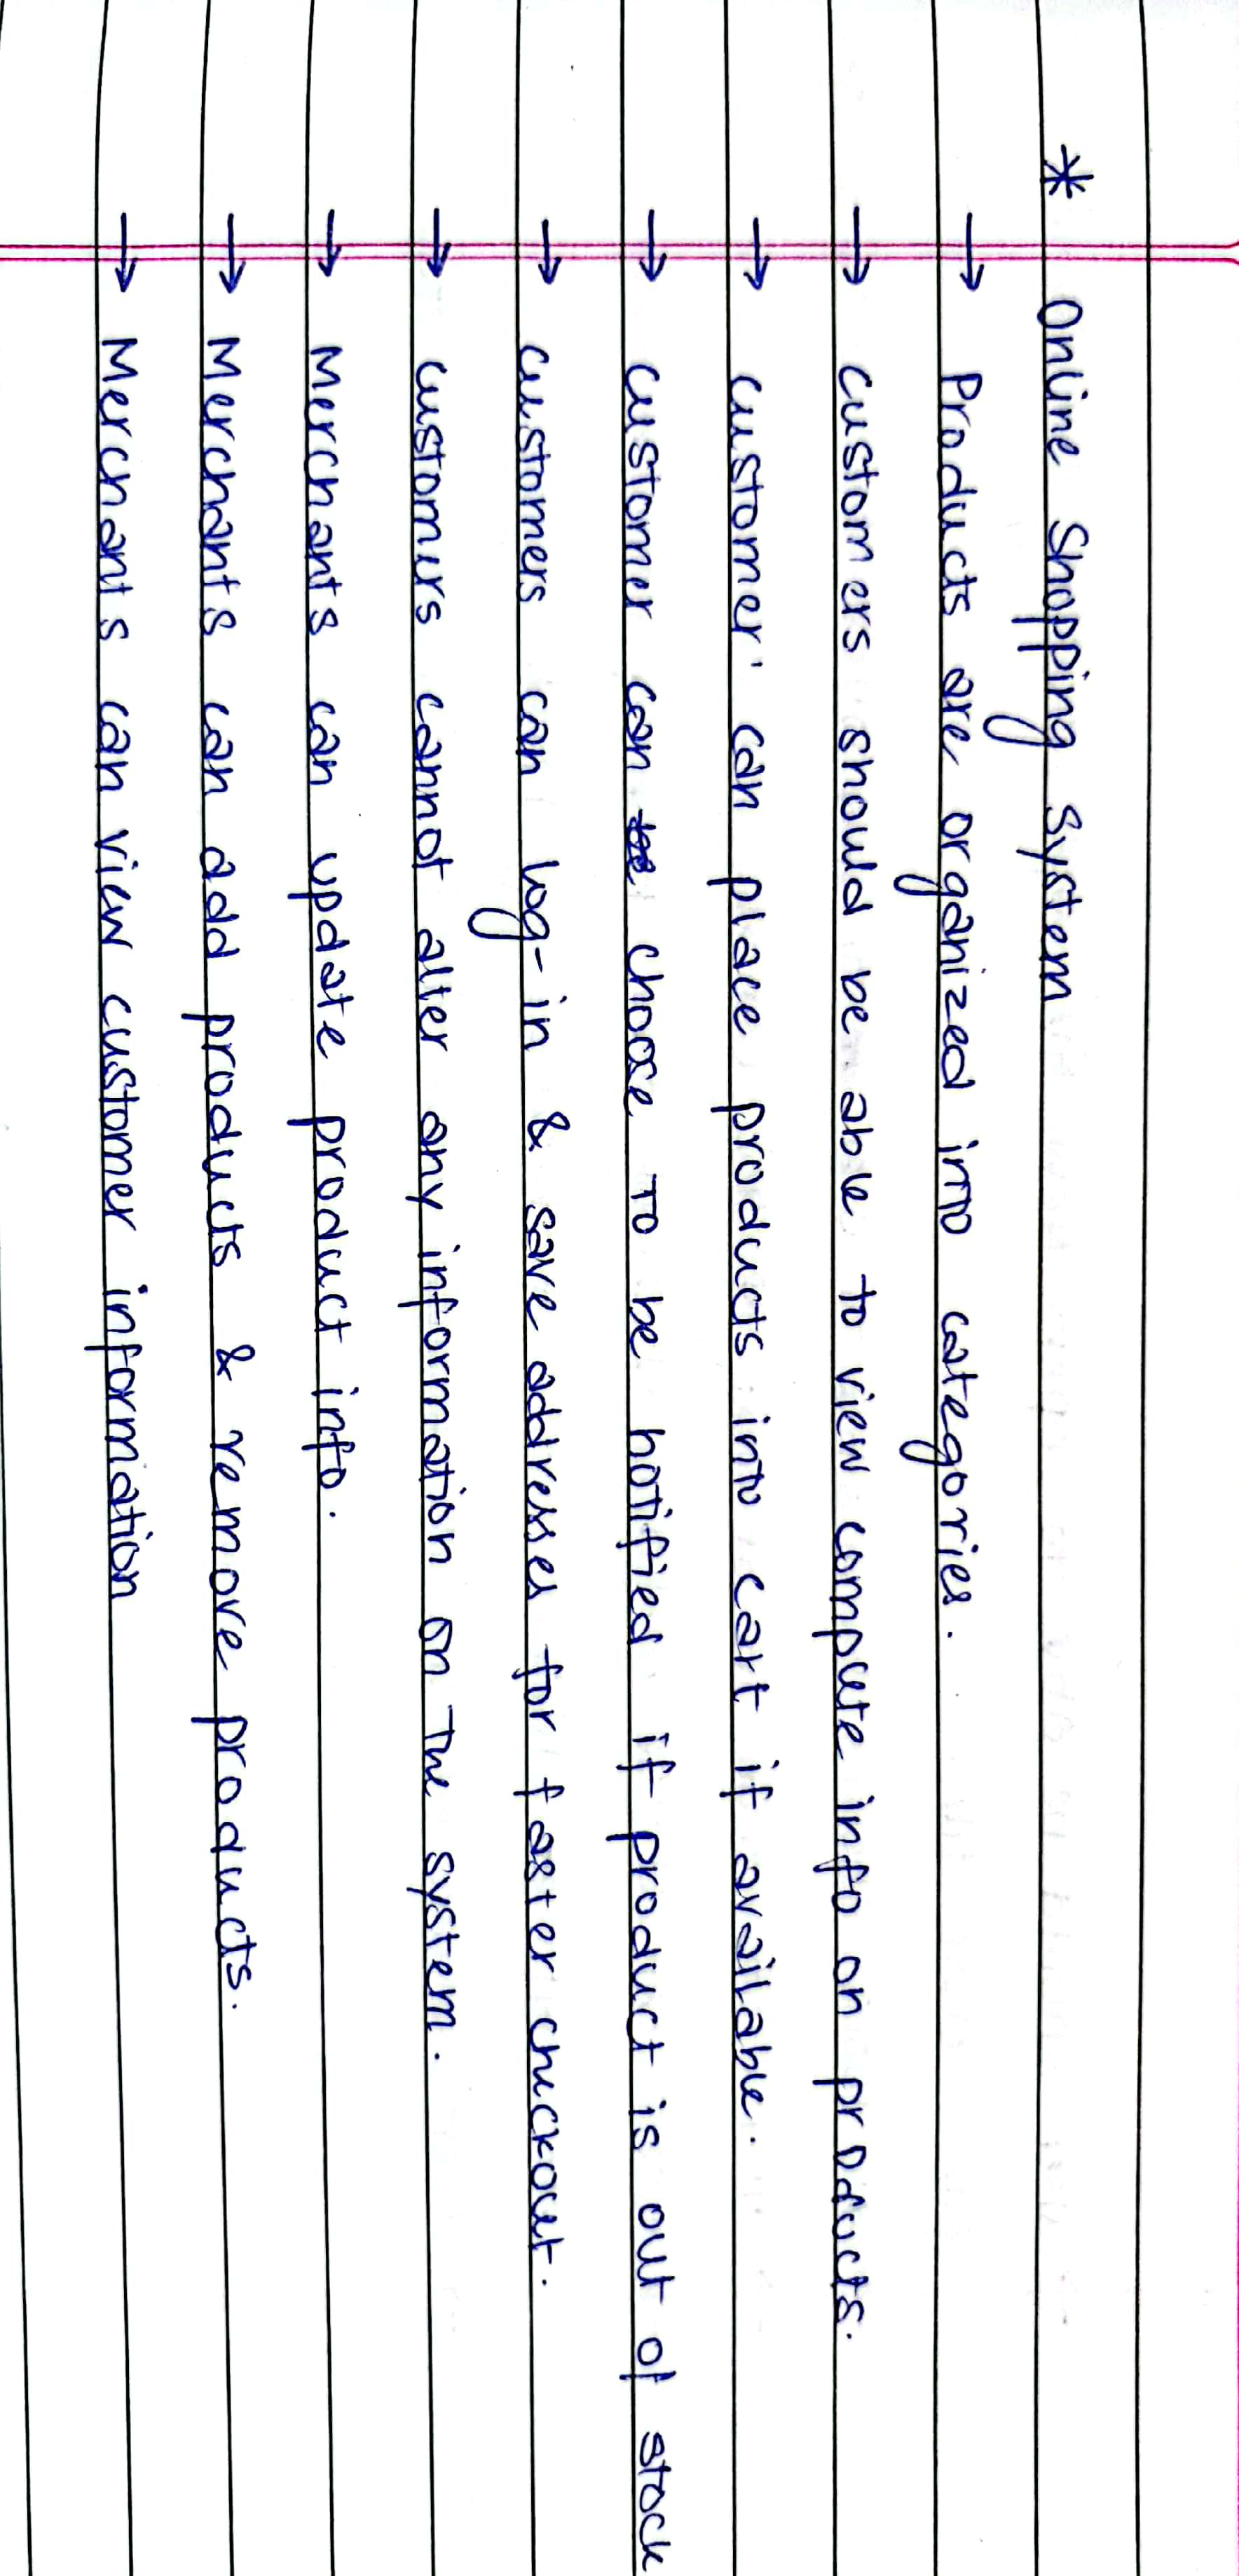 * Online Shopping System
→ Products are organized into categories.
→ customers should be able to view complete info on products.
→ customer' can place products into cart if available.
→ customer can choose to be notified if product is out of stock
→ customers can log-in & save addresses for faster checkout.
→ customers cannot alter any information on the system.
→ Merchants can update product info.
→ Merchants can add products & remove products.
→ Merchants can view customer information